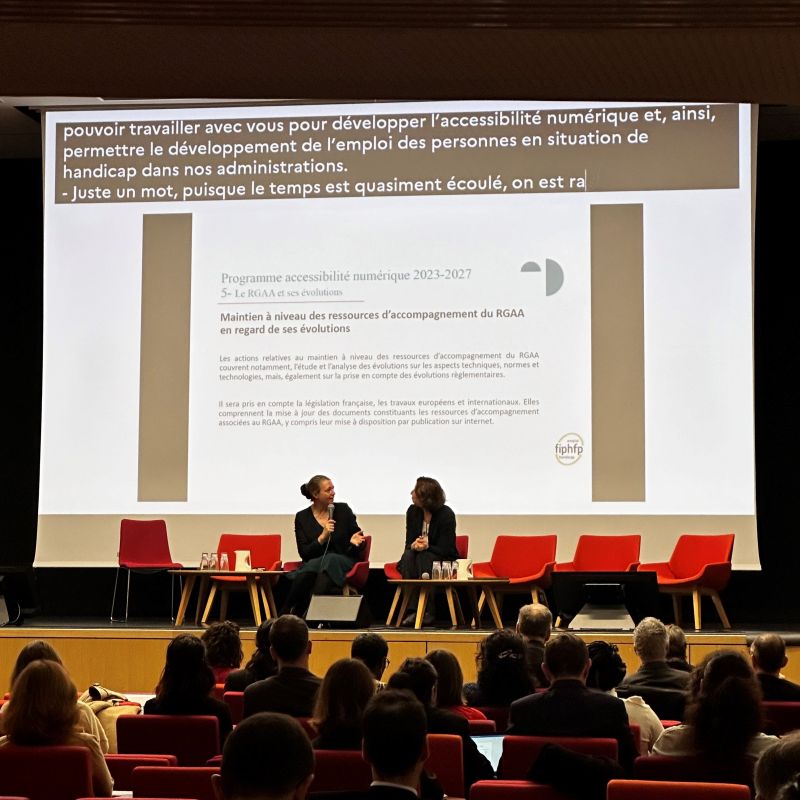 pouvoir travailler avec vous pour développer l'accessibilité numérique et, ainsi,
permettre le développement de l'emploi des personnes en situation de
handicap dans nos administrations.
- Juste un mot, puisque le temps est quasiment écoulé, on est ra
Programme accessibilité numérique 2023-2027
5- Le RGAA et ses évolutions
Maintien à niveau des ressources d'accompagnement du RGAA
en regard de ses évolutions
Les actions relatives au maintien à niveau des ressources d'accompagnement du RGAA
couvrent notamment, l'étude et l'analyse des évolutions sur les aspects techniques, normes et
technologies, mais, également sur la prise en compte des évolutions règlementaires.
Il sera pris en compte la législation française, les travaux européens et internationaux. Elles
comprennent la mise à jour des documents constituants les ressources d'accompagnement
associées au RGAA, y compris leur mise à disposition par publication sur internet.
emploi
fiphfp
handicap